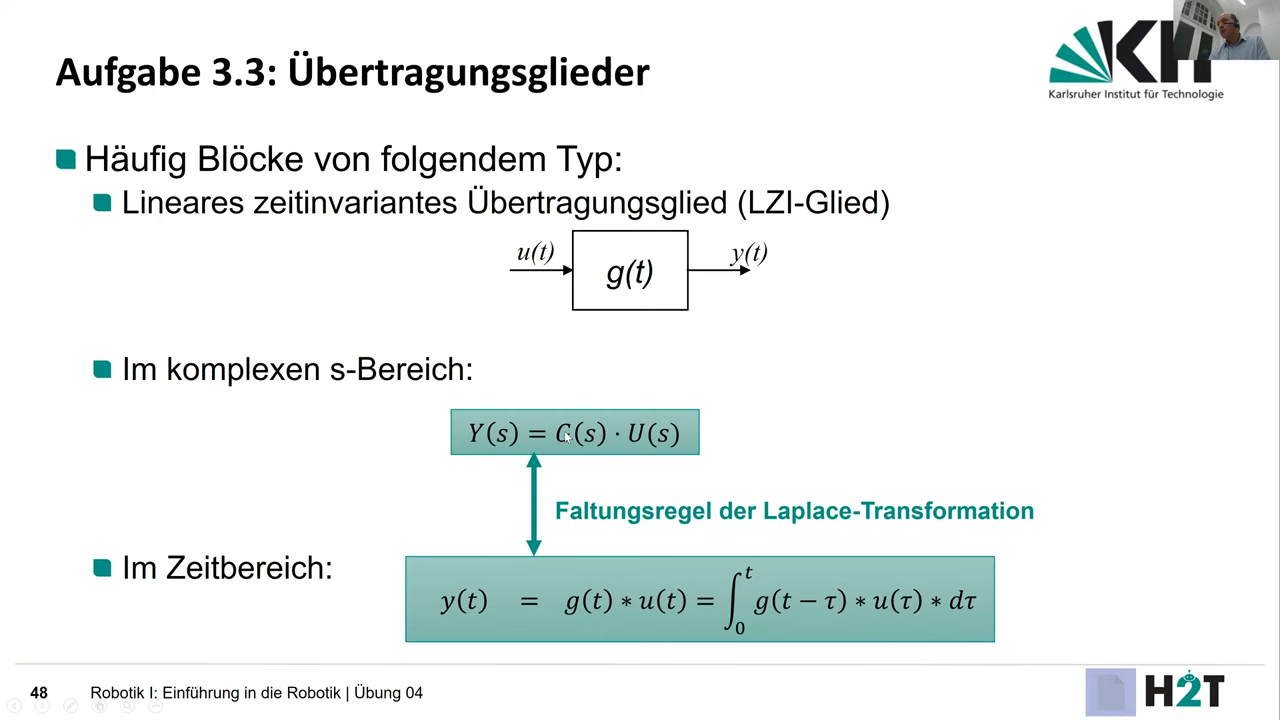 Aufgabe 3.3: Übertragungsglieder
Karlsruher Institut für Technologie
Häufig Blöcke von folgendem Typ:
Lineares zeitinvariantes Übertragungsglied (LZI-Glied)
u(t)
g(t)
y(t)
Im komplexen s-Bereich:
Y(s) = G(s) · U(s)
Faltungsregel der Laplace-Transformation
Im Zeitbereich:
y(t) = g(t) ∗ u(t) = ∫₀ᵗ g(t − τ) ∗ u(τ) ∗ dτ
48 Robotik I: Einführung in die Robotik | Übung 04
H2T